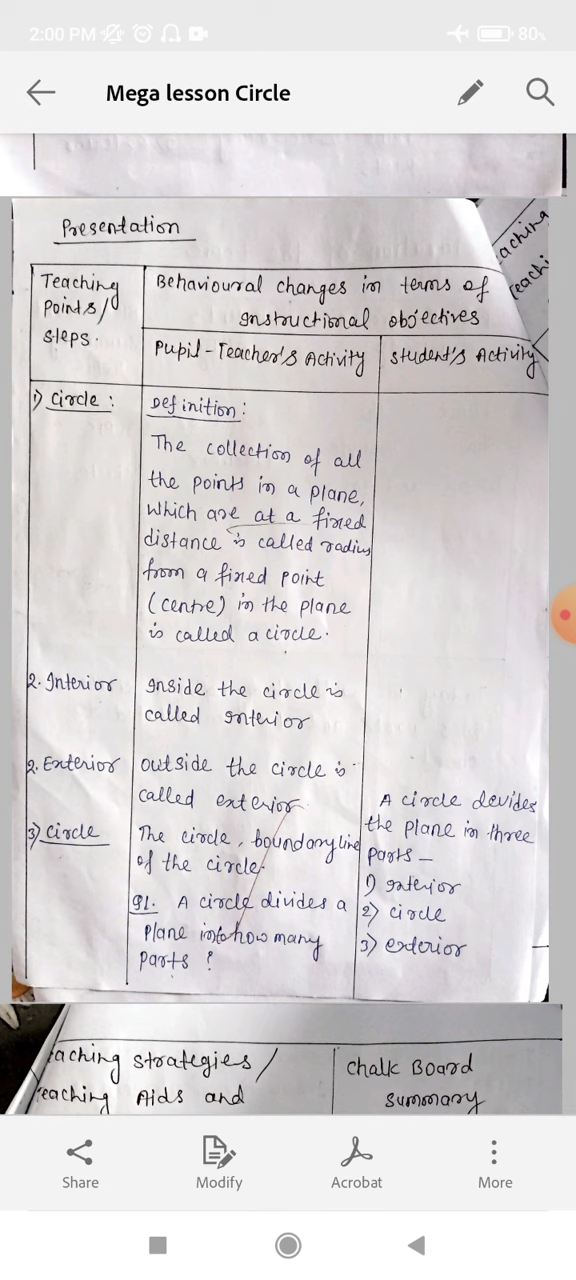 2:00 PM
80%
Mega lesson Circle
Presentation
Teaching
Points/
Steps.
Behavioural changes in terms of
Instructional objectives
Pupil-Teacher's Activity
Student's Activity
1) Circle :
Definition :
The collection of all
the points in a plane,
which are at a fixed
distance is called radius
from a fixed point
(centre) in the plane
is called a circle.
2. Interior
Inside the circle is
called Interior
2. Exterior
outside the circle is
called exterior
3) Circle
The circle, boundary line
of the circle.
Q1. A circle divides a
plane into how many
parts ?
A circle devides
the plane in three
parts –
1) Interior
2) circle
3) exterior
eaching
Teachi
eaching Strategies/
Teaching Aids and
Chalk Board
Summary
Share
Modify
Acrobat
More